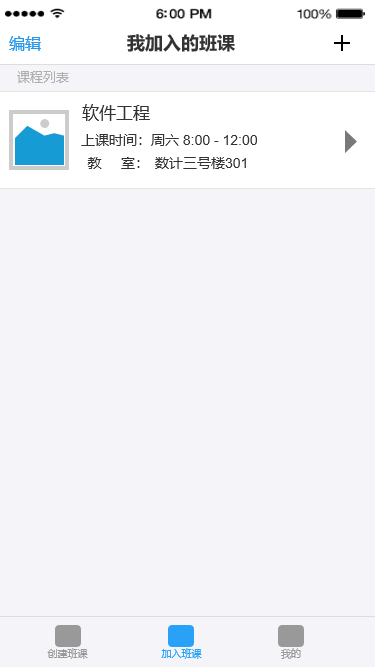 6:00 PM 100%
编辑 我加入的班课 +
课程列表
软件工程
上课时间：周六 8:00 - 12:00
教 室： 数计三号楼301
创建班课 加入班课 我的